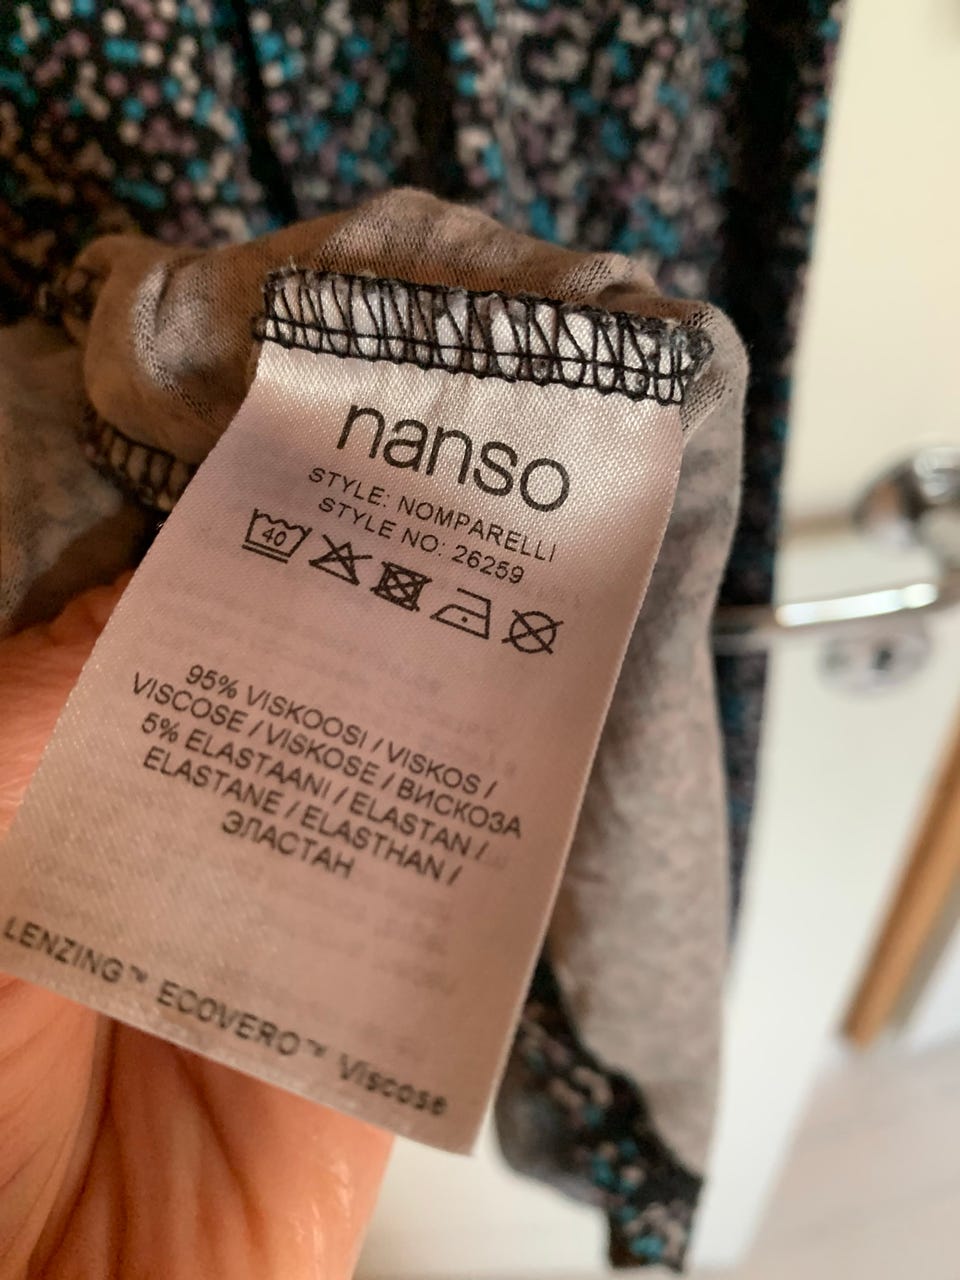 nanso
STYLE: NOMPARELLI
STYLE NO: 26259
40
95% VISKOOSI / VISKOS /
VISCOSE / VISKOSE / ВИСКОЗА
5% ELASTAANI / ELASTAN /
ELASTANE / ELASTHAN /
ЭЛАСТАН
LENZING™ ECOVERO™ Viscose